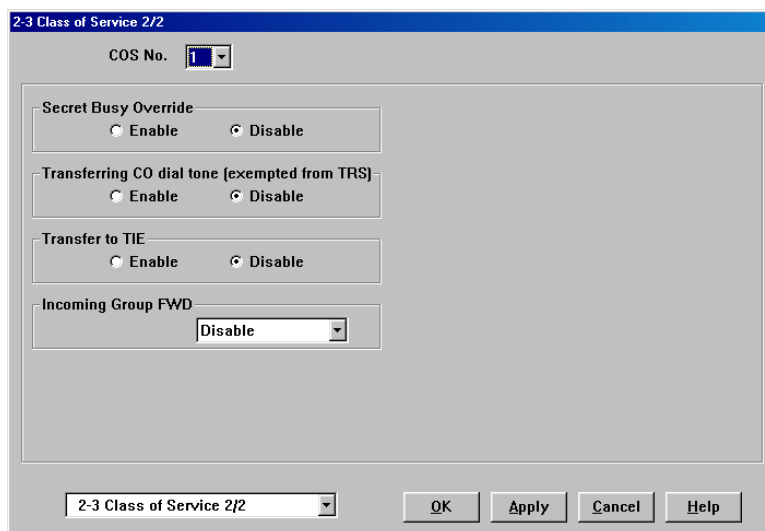 2-3 Class of Service 2/2
COS No. 1
Secret Busy Override
Enable Disable
Transferring CO dial tone (exempted from TRS)
Enable Disable
Transfer to TIE
Enable Disable
Incoming Group FWD
Disable
2-3 Class of Service 2/2 OK Apply Cancel Help